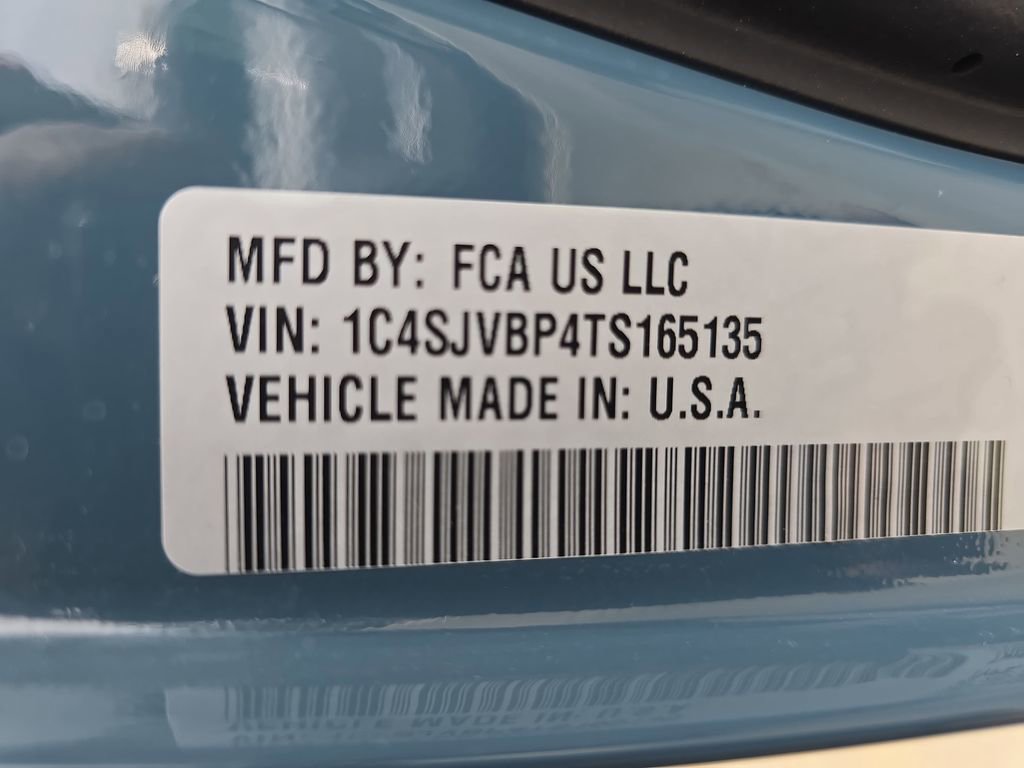 MFD BY: FCA US LLC
VIN: 1C4SJVBP4TS165135
VEHICLE MADE IN: U.S.A.